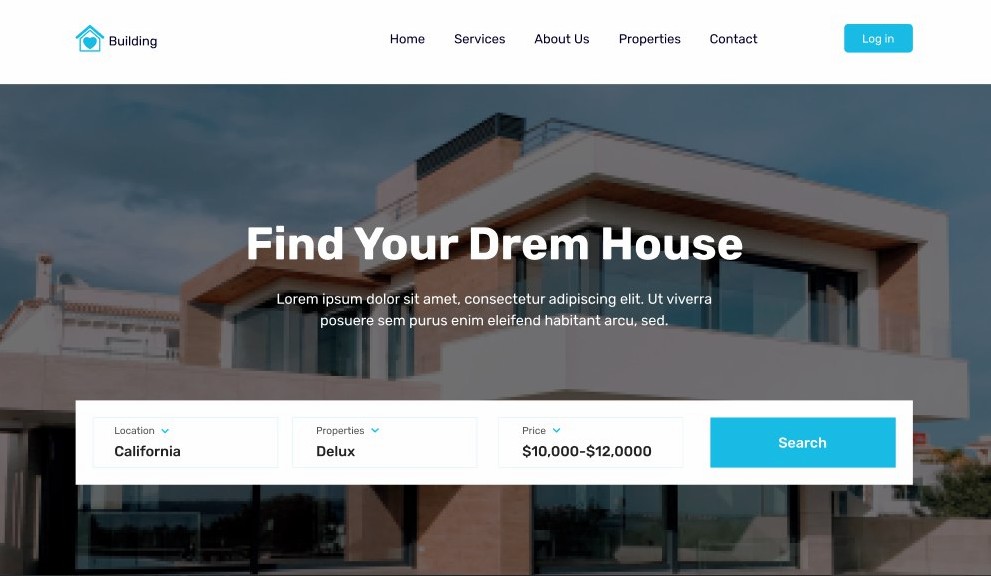 Building
Home Services About Us Properties Contact
Log in
Find Your Drem House
Lorem ipsum dolor sit amet, consectetur adipiscing elit. Ut viverra
posuere sem purus enim eleifend habitant arcu, sed.
Location Properties Price
California Delux $10,000-$12,0000
Search